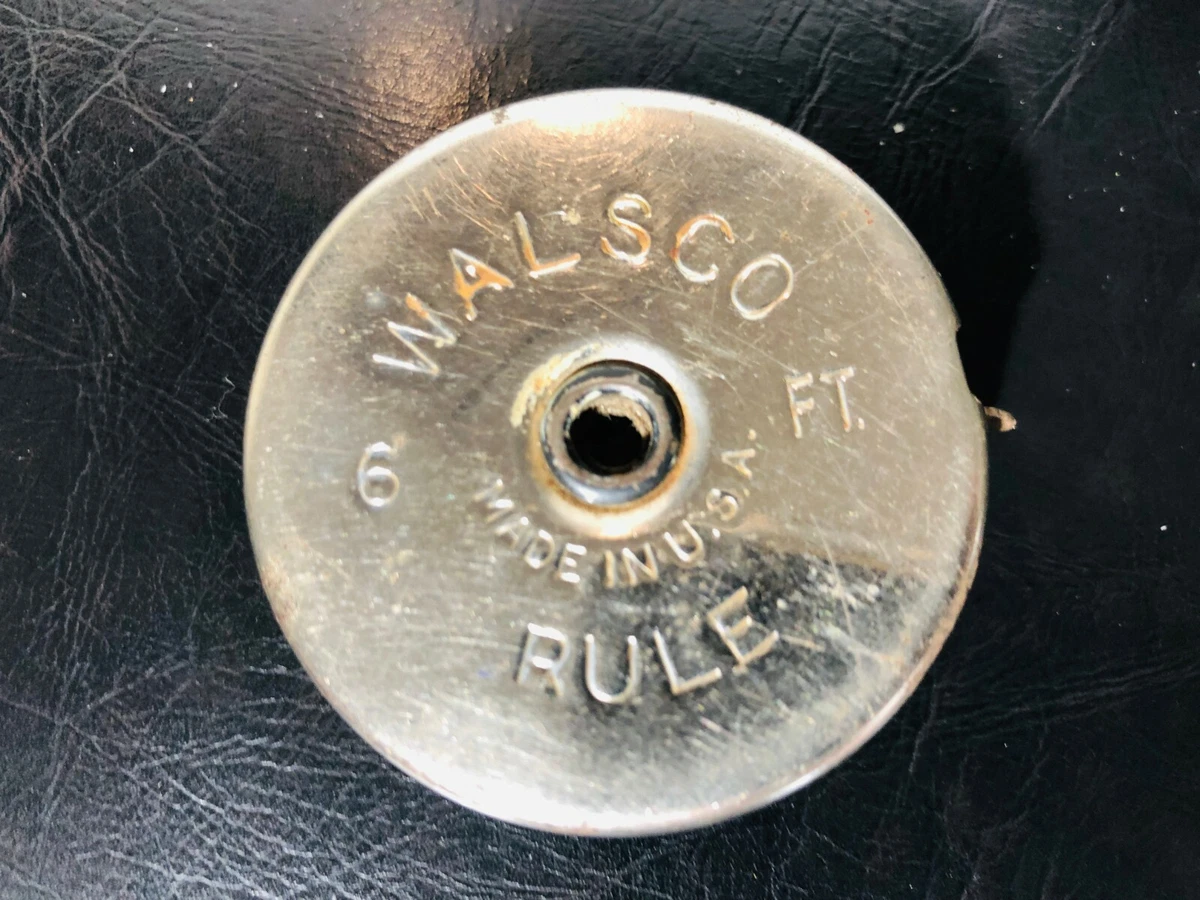 WALSCO
6 FT.
MADE IN U.S.A.
RULE